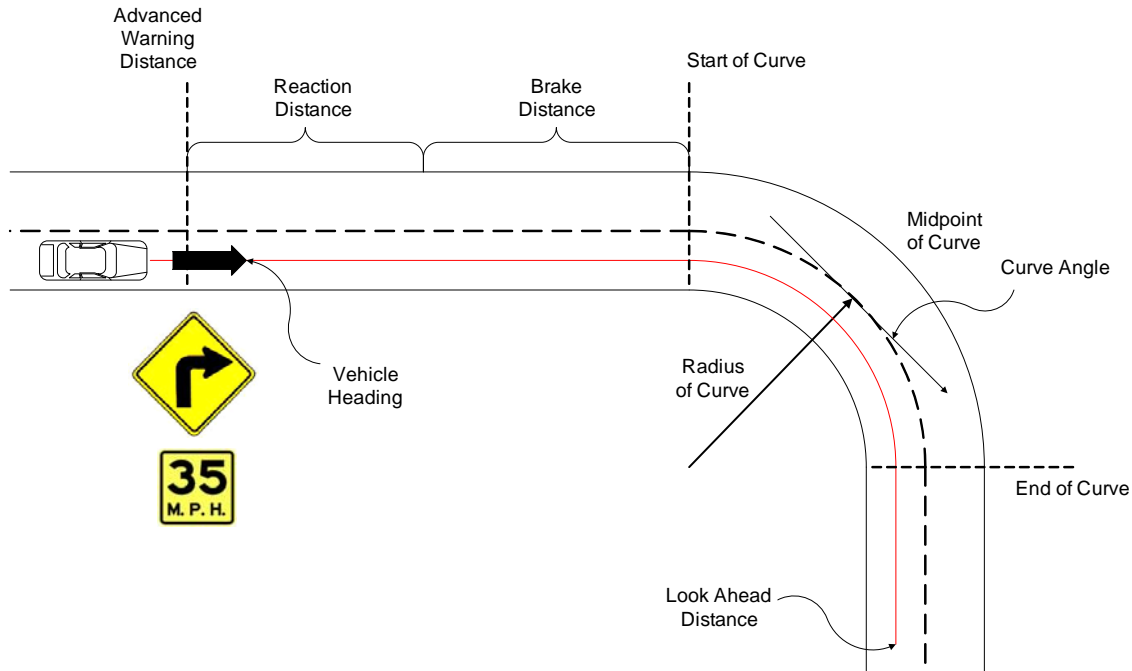 Advanced
Warning
Distance
Start of Curve
Reaction
Distance
Brake
Distance
Midpoint
of Curve
Curve Angle
Radius
of Curve
Vehicle
Heading
35
M. P. H.
End of Curve
Look Ahead
Distance